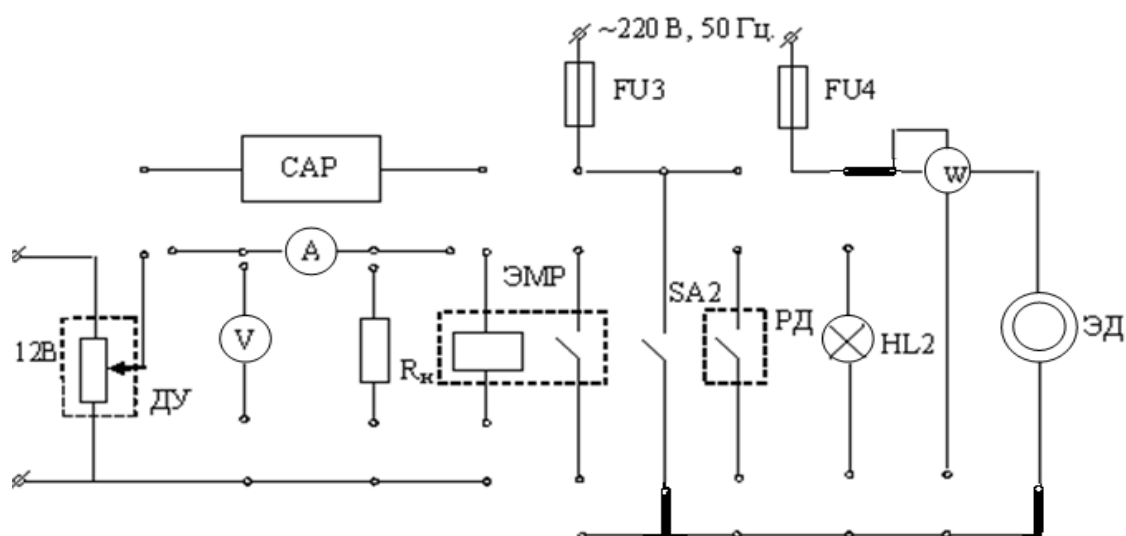 ~220 В, 50 Гц.
FU3
FU4
САР
W
А
ЭМР
SA2
РД
ЭД
12В
V
Rн
HL2
ДУ